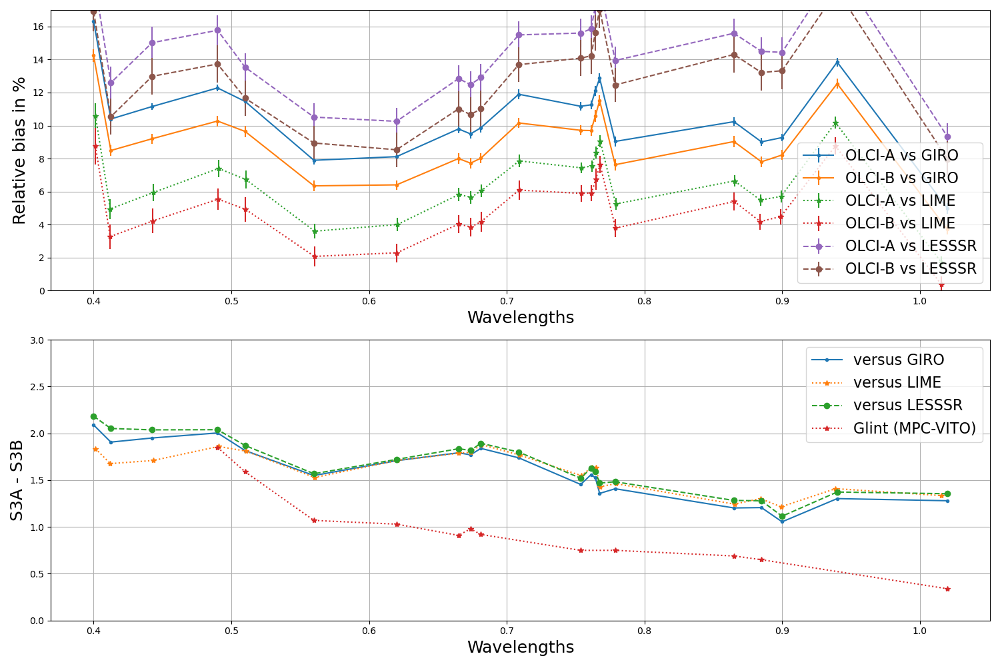 16
14
12
10
8
6
4
2
0
Relative bias in %
OLCI-A vs GIRO
OLCI-B vs GIRO
OLCI-A vs LIME
OLCI-B vs LIME
OLCI-A vs LESSSR
OLCI-B vs LESSSR
0.4 0.5 0.6 0.7 0.8 0.9 1.0
Wavelengths
3.0
2.5
2.0
1.5
1.0
0.5
0.0
S3A - S3B
versus GIRO
versus LIME
versus LESSSR
Glint (MPC-VITO)
0.4 0.5 0.6 0.7 0.8 0.9 1.0
Wavelengths